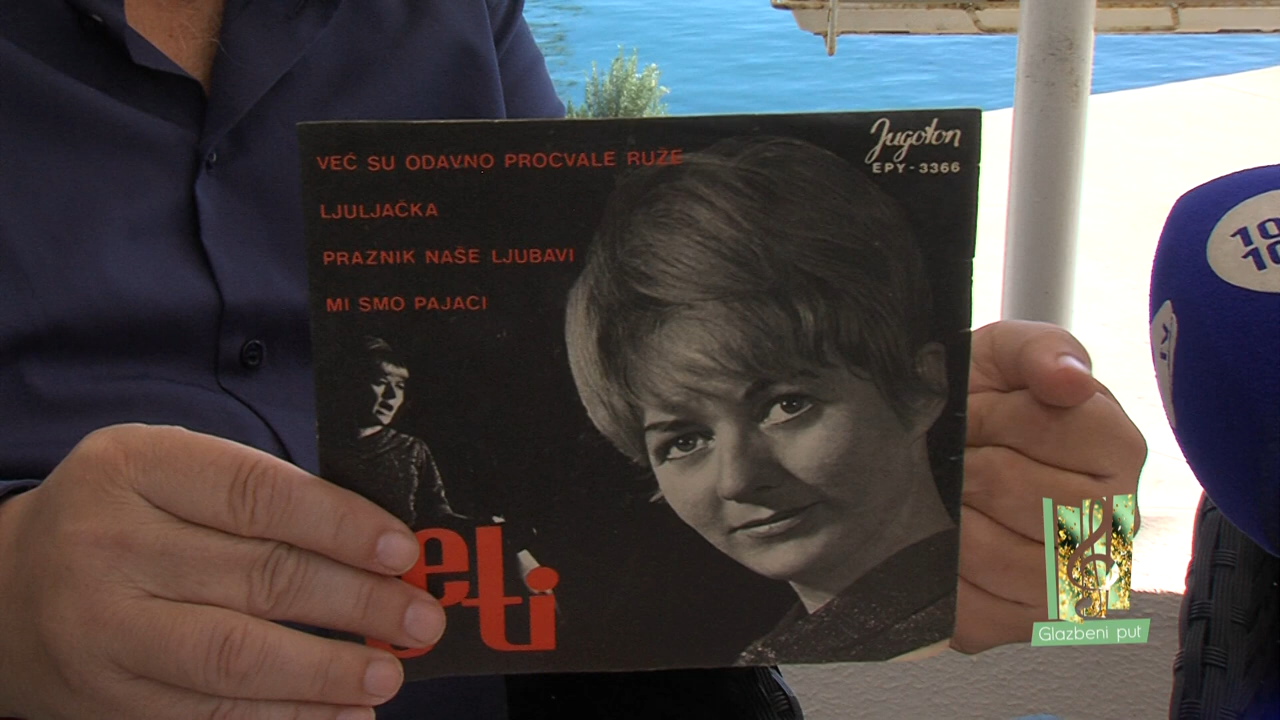 VEĆ SU ODAVNO PROCVALE RUŽE
LJULJAČKA
PRAZNIK NAŠE LJUBAVI
MI SMO PAJACI
Jugoton
EPY-3366
Glazbeni put